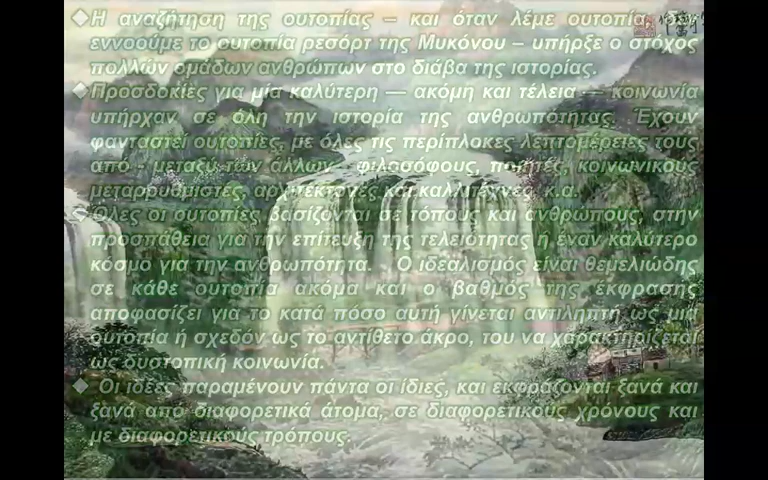 Η αναζήτηση της ουτοπίας – και όταν λέμε ουτοπία, δεν
εννοούμε το ουτοπία ρεσόρτ της Μυκόνου – υπήρξε ο στόχος
πολλών ομάδων ανθρώπων στο διάβα της ιστορίας.
Προσδοκίες για μία καλύτερη — ακόμη και τέλεια — κοινωνία
υπήρχαν σε όλη την ιστορία της ανθρωπότητας. Έχουν
φανταστεί ουτοπίες, με όλες τις περίπλοκες λεπτομέρειες τους
από - μεταξύ των άλλων - φιλοσόφους, ποιητές, κοινωνικούς
μεταρρυθμιστές, αρχιτέκτονες και καλλιτέχνες, κ.α.
Όλες οι ουτοπίες βασίζονται σε τόπους και ανθρώπους, στην
προσπάθεια για την επίτευξη της τελειότητας ή έναν καλύτερο
κόσμο για την ανθρωπότητα. Ο ιδεαλισμός είναι θεμελιώδης
σε κάθε ουτοπία ακόμα και ο βαθμός της έκφρασής
αποφασίζει για το κατά πόσο αυτή γίνεται αντιληπτή ως μία
ουτοπία ή σχεδόν ως το αντίθετο άκρο, του να χαρακτηρίζεται
ως δυστοπική κοινωνία.
Οι ιδέες παραμένουν πάντα οι ίδιες, και εκφράζονται ξανά και
ξανά από διαφορετικά άτομα, σε διαφορετικούς χρόνους και
με διαφορετικούς τρόπους.